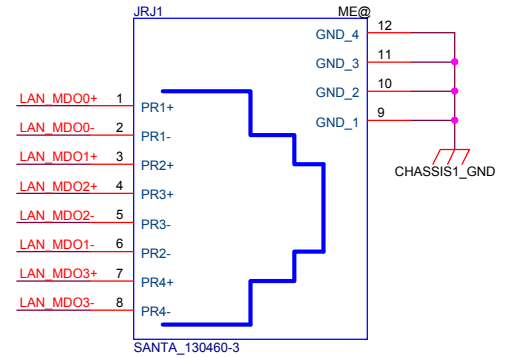 JRJ1 ME@
LAN_MDO0+ 1 PR1+
LAN_MDO0- 2 PR1-
LAN_MDO1+ 3 PR2+
LAN_MDO2+ 4 PR3+
LAN_MDO2- 5 PR3-
LAN_MDO1- 6 PR2-
LAN_MDO3+ 7 PR4+
LAN_MDO3- 8 PR4-
GND_4 12
GND_3 11
GND_2 10
GND_1 9
CHASSIS1_GND
SANTA_130460-3